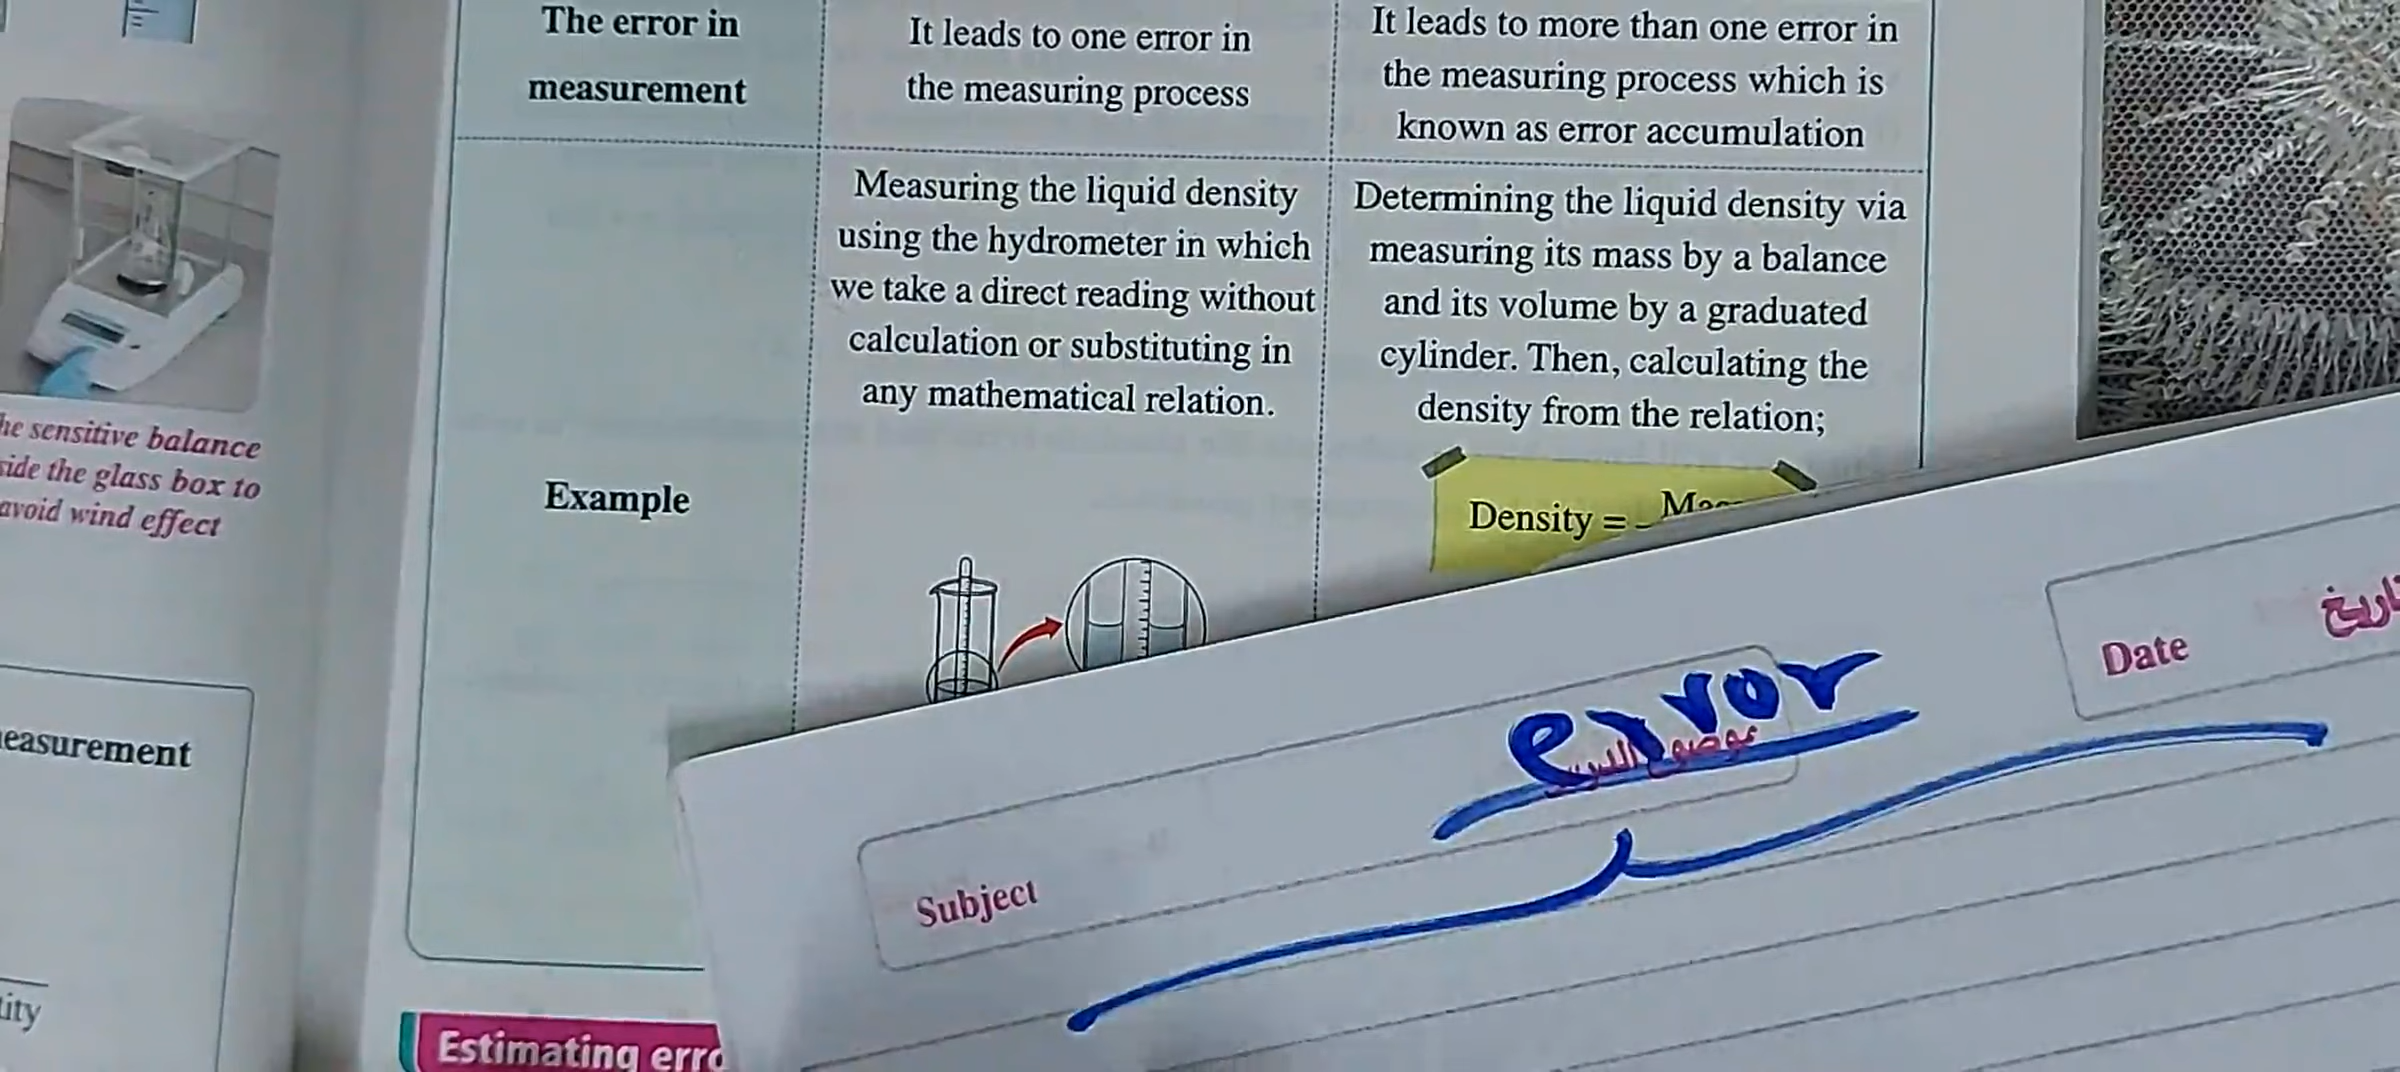 he sensitive balance
side the glass box to
avoid wind effect
easurement
ity
The error in
measurement
It leads to one error in
the measuring process
It leads to more than one error in
the measuring process which is
known as error accumulation
Example
Measuring the liquid density
using the hydrometer in which
we take a direct reading without
calculation or substituting in
any mathematical relation.
Determining the liquid density via
measuring its mass by a balance
and its volume by a graduated
cylinder. Then, calculating the
density from the relation;
Density =
Estimating erro
error
Subject
Date